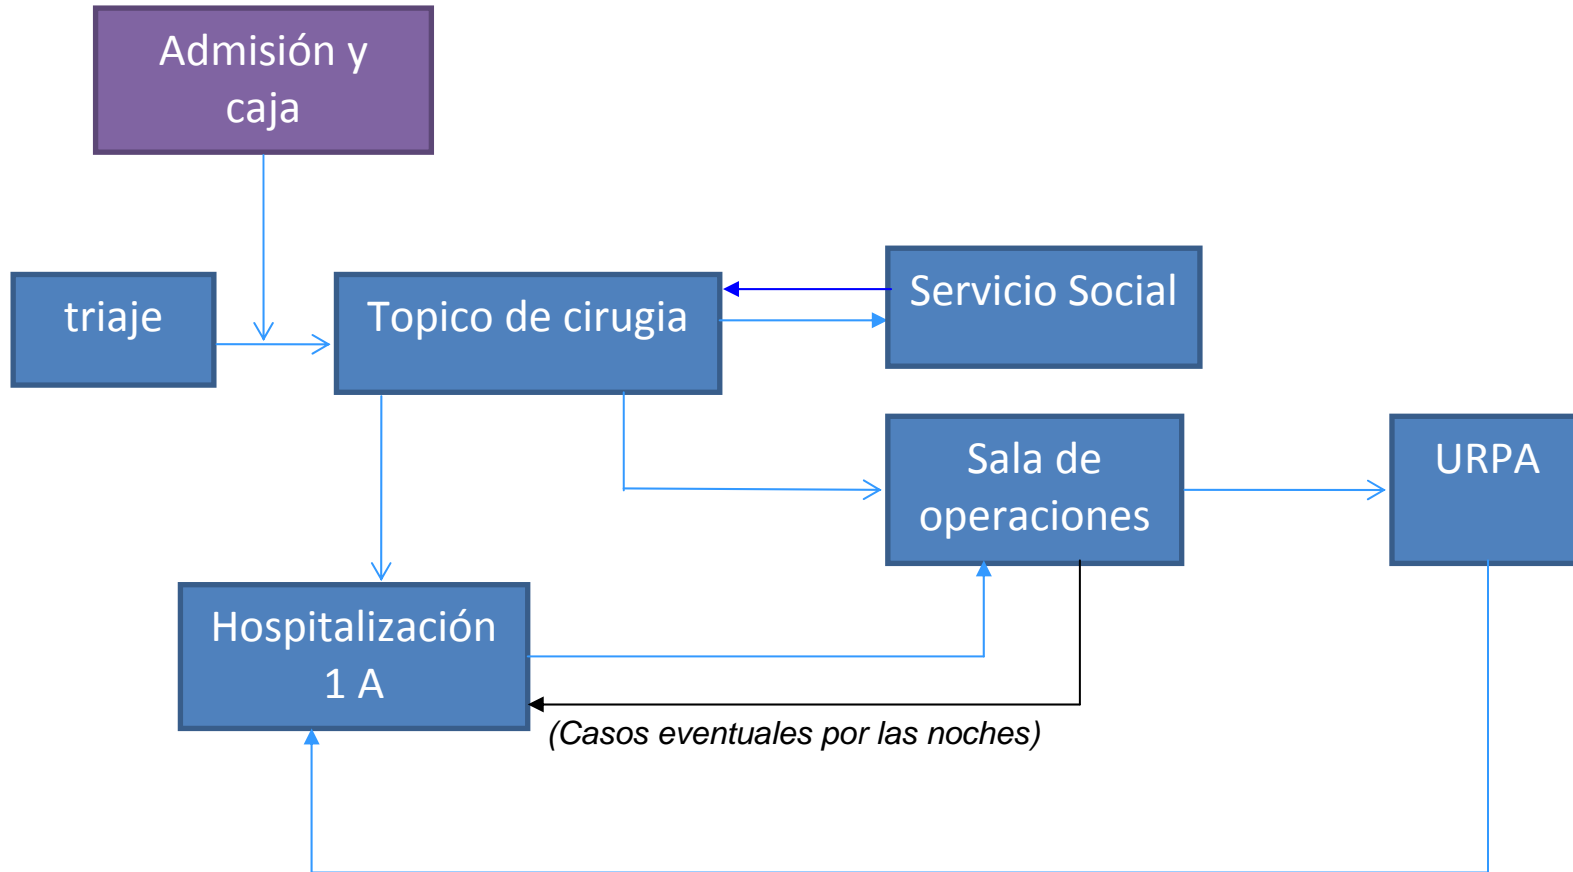 Admisión y
caja
triaje
Topico de cirugia
Servicio Social
Sala de
operaciones
URPA
Hospitalización
1 A
(Casos eventuales por las noches)